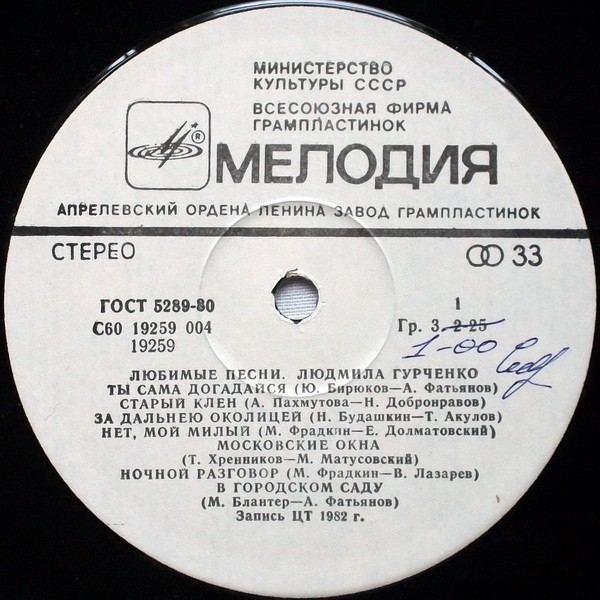 МИНИСТЕРСТВО
КУЛЬТУРЫ СССР
ВСЕСОЮЗНАЯ ФИРМА
ГРАМПЛАСТИНОК
®
МЕЛОДИЯ
АПРЕЛЕВСКИЙ ОРДЕНА ЛЕНИНА ЗАВОД ГРАМПЛАСТИНОК
СТЕРЕО
33
ГОСТ 5289-80
1
С60 19259 004
Гр. 3. 2-25
19259
1-00
ЛЮБИМЫЕ ПЕСНИ. ЛЮДМИЛА ГУРЧЕНКО
ТЫ САМА ДОГАДАЙСЯ (Ю. Бирюков—А. Фатьянов)
СТАРЫЙ КЛЕН (А. Пахмутова—Н. Добронравов)
ЗА ДАЛЬНЕЮ ОКОЛИЦЕЙ (Н. Будашкин—Т. Акулов)
НЕТ, МОЙ МИЛЫЙ (М. Фрадкин—Е. Долматовский)
МОСКОВСКИЕ ОКНА
(Т. Хренников—М. Матусовский)
НОЧНОЙ РАЗГОВОР (М. Фрадкин—В. Лазарев)
В ГОРОДСКОМ САДУ
(М. Блантер—А. Фатьянов)
Запись ЦТ 1982 г.